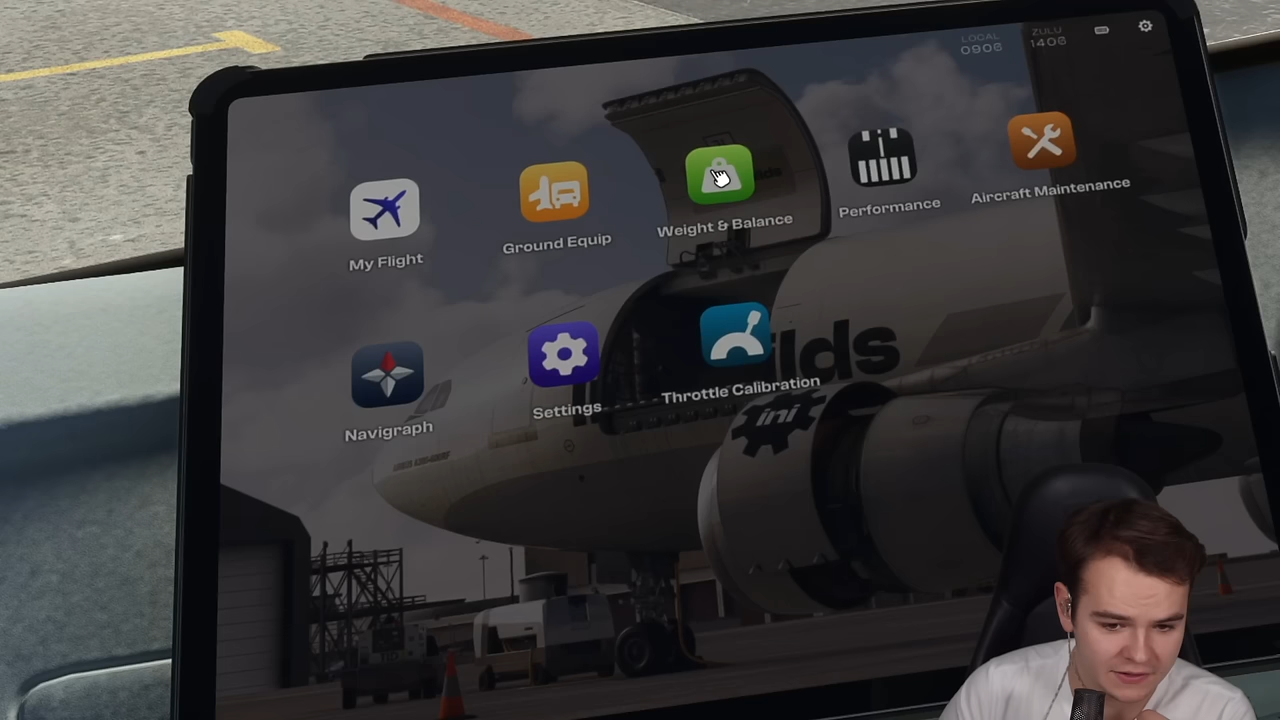 LOCAL
0906
ZULU
1406
My Flight
Ground Equip
Weight & Balance
Performance
Aircraft Maintenance
Navigraph
Settings
Throttle Calibration
ilds
ini